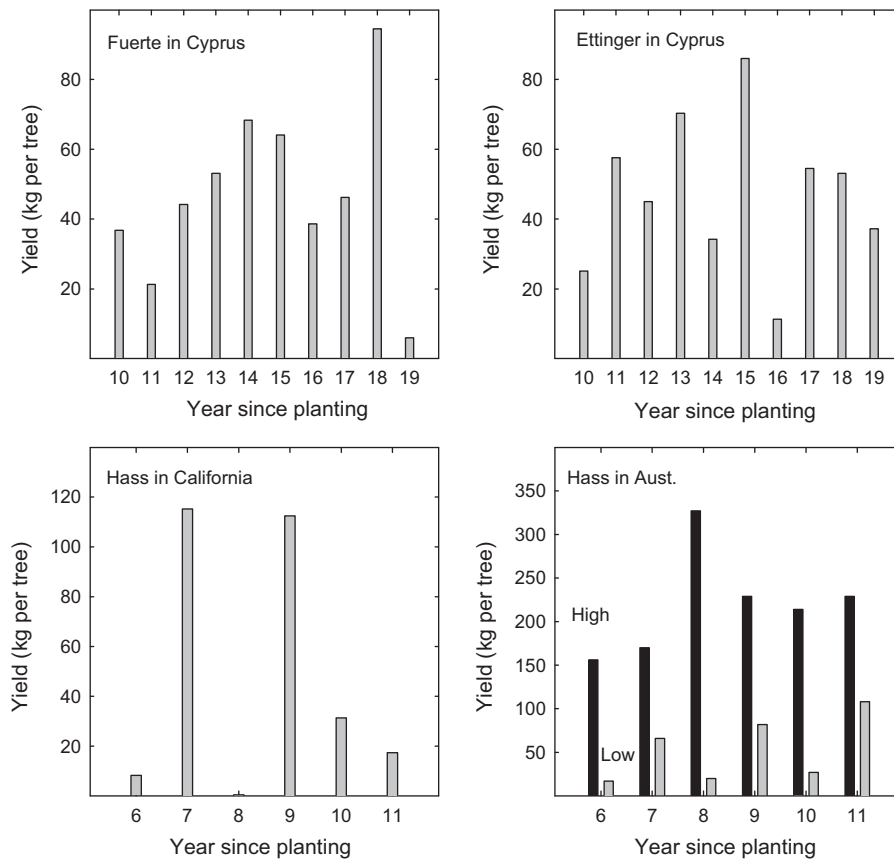 Fuerte in Cyprus
Yield (kg per tree)
80
60
40
20
10 11 12 13 14 15 16 17 18 19
Year since planting
Ettinger in Cyprus
Yield (kg per tree)
80
60
40
20
10 11 12 13 14 15 16 17 18 19
Year since planting
Hass in California
Yield (kg per tree)
120
100
80
60
40
20
6 7 8 9 10 11
Year since planting
Hass in Aust.
Yield (kg per tree)
350
300
250
200
150
100
50
High
Low
6 7 8 9 10 11
Year since planting